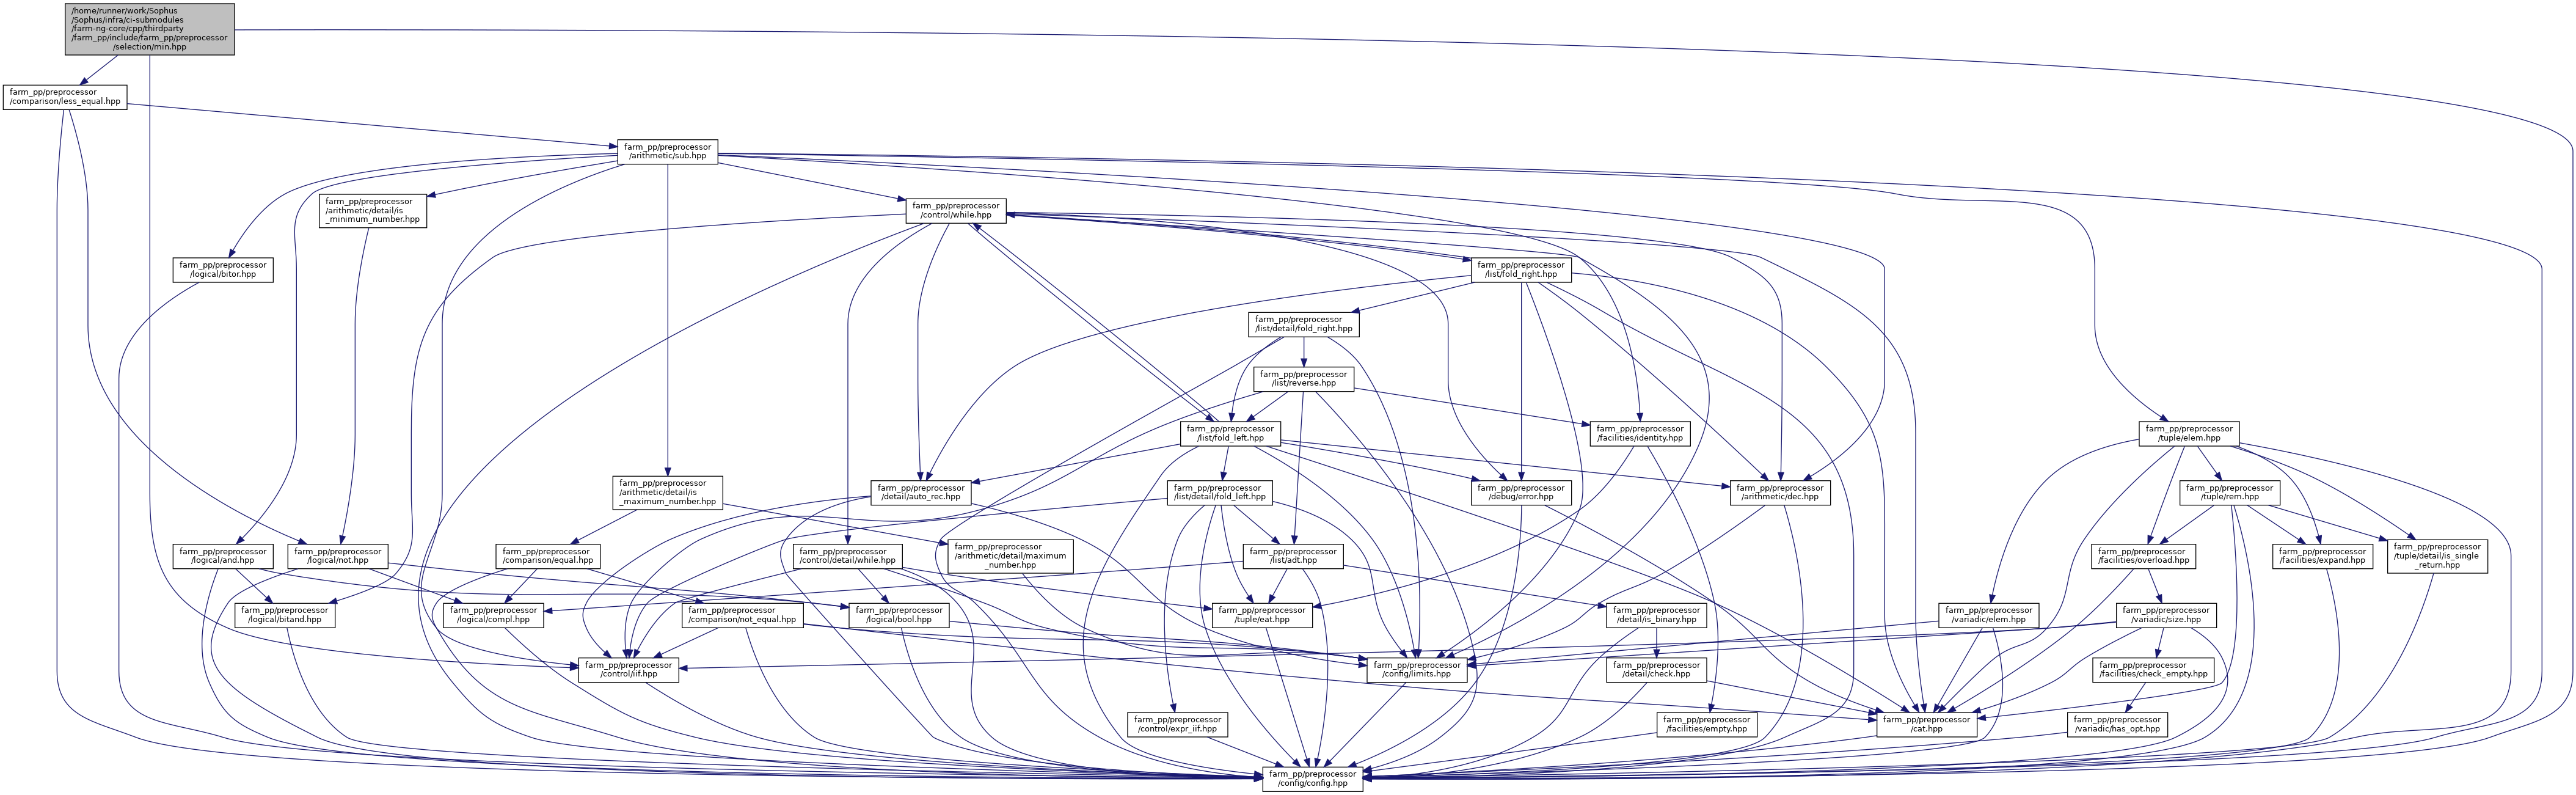 /home/runner/work/Sophus
/Sophus/infra/ci-submodules
/farm-ng-core/cpp/thirdparty
/farm_pp/include/farm_pp/preprocessor
/selection/min.hpp
farm_pp/preprocessor
/comparison/less_equal.hpp
farm_pp/preprocessor
/arithmetic/sub.hpp
farm_pp/preprocessor
/arithmetic/detail/is
_minimum_number.hpp
farm_pp/preprocessor
/control/while.hpp
farm_pp/preprocessor
/logical/bitor.hpp
farm_pp/preprocessor
/list/fold_right.hpp
farm_pp/preprocessor
/list/detail/fold_right.hpp
farm_pp/preprocessor
/list/reverse.hpp
farm_pp/preprocessor
/list/fold_left.hpp
farm_pp/preprocessor
/facilities/identity.hpp
farm_pp/preprocessor
/tuple/elem.hpp
farm_pp/preprocessor
/arithmetic/detail/is
_maximum_number.hpp
farm_pp/preprocessor
/detail/auto_rec.hpp
farm_pp/preprocessor
/list/detail/fold_left.hpp
farm_pp/preprocessor
/debug/error.hpp
farm_pp/preprocessor
/arithmetic/dec.hpp
farm_pp/preprocessor
/tuple/rem.hpp
farm_pp/preprocessor
/logical/and.hpp
farm_pp/preprocessor
/logical/not.hpp
farm_pp/preprocessor
/comparison/equal.hpp
farm_pp/preprocessor
/control/detail/while.hpp
farm_pp/preprocessor
/arithmetic/detail/maximum
_number.hpp
farm_pp/preprocessor
/list/adt.hpp
farm_pp/preprocessor
/facilities/overload.hpp
farm_pp/preprocessor
/facilities/expand.hpp
farm_pp/preprocessor
/tuple/detail/is_single
_return.hpp
farm_pp/preprocessor
/logical/bitand.hpp
farm_pp/preprocessor
/logical/compl.hpp
farm_pp/preprocessor
/comparison/not_equal.hpp
farm_pp/preprocessor
/logical/bool.hpp
farm_pp/preprocessor
/tuple/eat.hpp
farm_pp/preprocessor
/detail/is_binary.hpp
farm_pp/preprocessor
/variadic/elem.hpp
farm_pp/preprocessor
/variadic/size.hpp
farm_pp/preprocessor
/control/iif.hpp
farm_pp/preprocessor
/config/limits.hpp
farm_pp/preprocessor
/detail/check.hpp
farm_pp/preprocessor
/facilities/check_empty.hpp
farm_pp/preprocessor
/control/expr_iif.hpp
farm_pp/preprocessor
/facilities/empty.hpp
farm_pp/preprocessor
/cat.hpp
farm_pp/preprocessor
/variadic/has_opt.hpp
farm_pp/preprocessor
/config/config.hpp